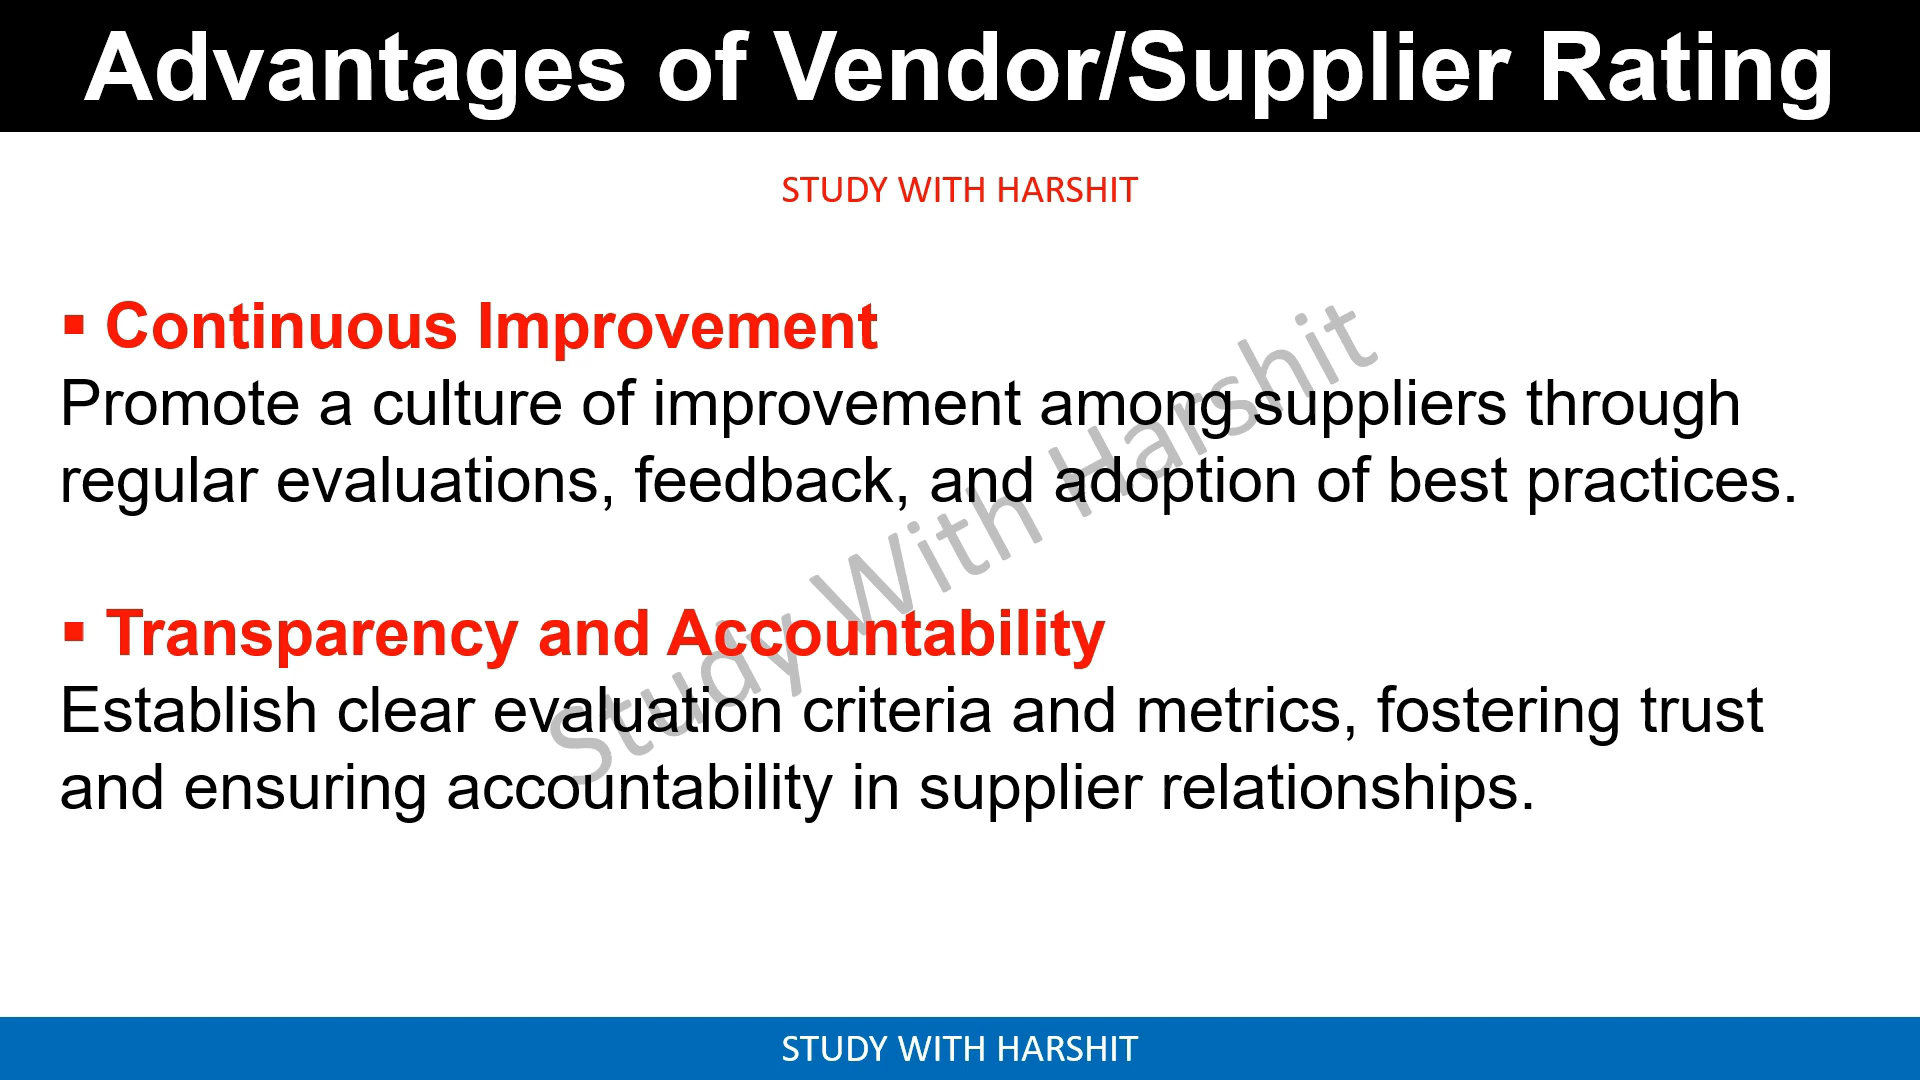 Advantages of Vendor/Supplier Rating
STUDY WITH HARSHIT
▪ Continuous Improvement
Promote a culture of improvement among suppliers through
regular evaluations, feedback, and adoption of best practices.
▪ Transparency and Accountability
Establish clear evaluation criteria and metrics, fostering trust
and ensuring accountability in supplier relationships.
Study With Harshit
STUDY WITH HARSHIT